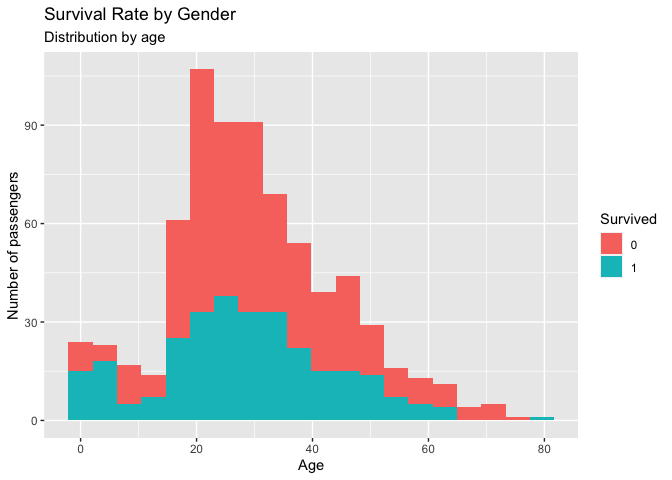 Survival Rate by Gender
Distribution by age
Number of passengers
90
60
30
0
0 20 40 60 80
Age
Survived
0
1